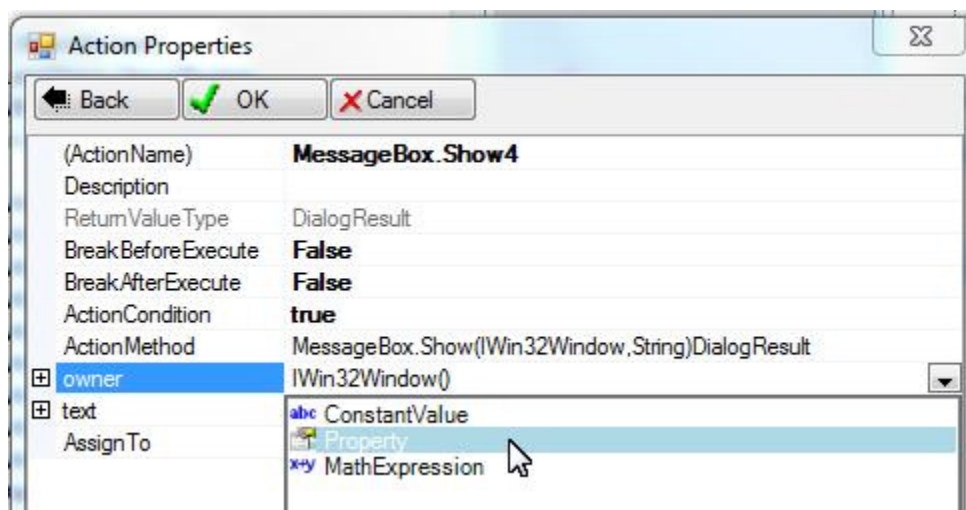 Action Properties
Back OK Cancel
(ActionName) MessageBox.Show4
Description
ReturnValueType DialogResult
BreakBeforeExecute False
BreakAfterExecute False
ActionCondition true
ActionMethod MessageBox.Show(IWin32Window,String)DialogResult
owner IWin32Window()
text abc ConstantValue
Property
AssignTo
x+y MathExpression